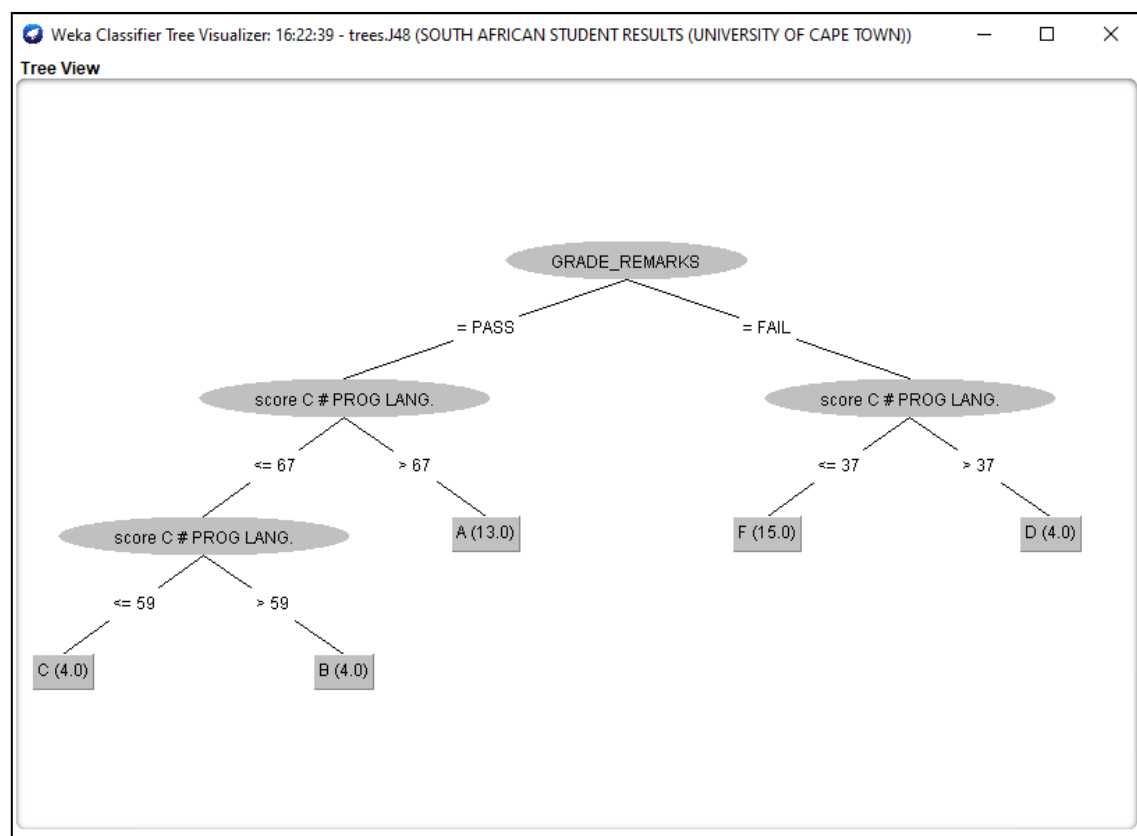 Weka Classifier Tree Visualizer: 16:22:39 - trees.J48 (SOUTH AFRICAN STUDENT RESULTS (UNIVERSITY OF CAPE TOWN))
Tree View
GRADE_REMARKS
= PASS
= FAIL
score C # PROG LANG.
score C # PROG LANG.
<= 67
> 67
<= 37
> 37
score C # PROG LANG.
A (13.0)
F (15.0)
D (4.0)
<= 59
> 59
C (4.0)
B (4.0)